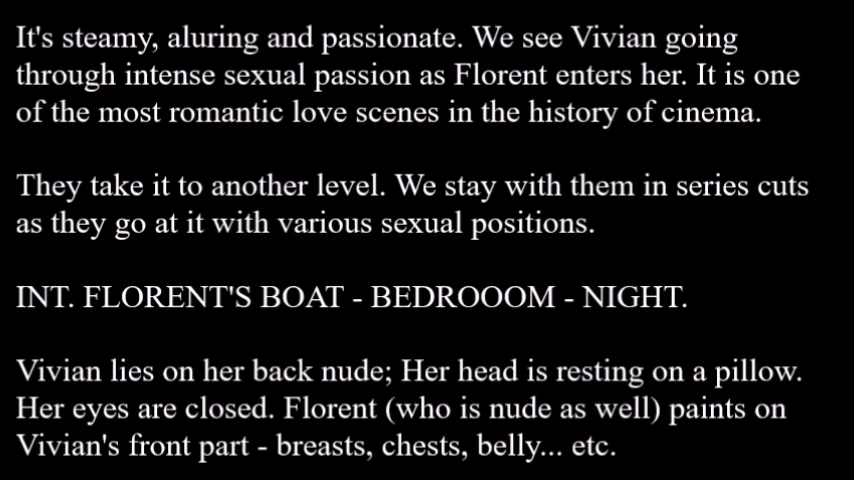 It's steamy, aluring and passionate. We see Vivian going
through intense sexual passion as Florent enters her. It is one
of the most romantic love scenes in the history of cinema.
They take it to another level. We stay with them in series cuts
as they go at it with various sexual positions.
INT. FLORENT'S BOAT - BEDROOOM - NIGHT.
Vivian lies on her back nude; Her head is resting on a pillow.
Her eyes are closed. Florent (who is nude as well) paints on
Vivian's front part - breasts, chests, belly... etc.